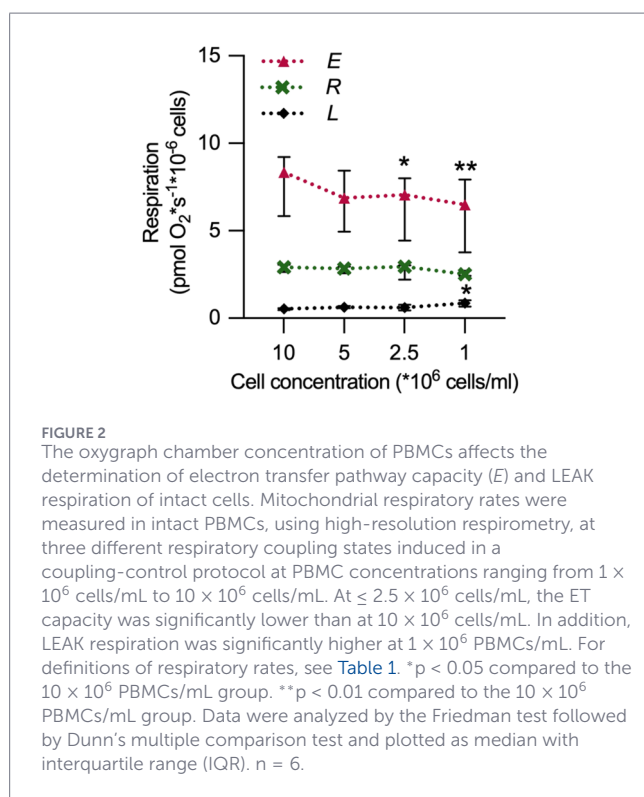 15
10
5
0
Respiration
(pmol O₂*s⁻¹*10⁻⁶ cells)
E
R
L
*
**
*
10 5 2.5 1
Cell concentration (*10⁶ cells/ml)
FIGURE 2
The oxygraph chamber concentration of PBMCs affects the
determination of electron transfer pathway capacity (E) and LEAK
respiration of intact cells. Mitochondrial respiratory rates were
measured in intact PBMCs, using high-resolution respirometry, at
three different respiratory coupling states induced in a
coupling-control protocol at PBMC concentrations ranging from 1 ×
10⁶ cells/mL to 10 × 10⁶ cells/mL. At ≤ 2.5 × 10⁶ cells/mL, the ET
capacity was significantly lower than at 10 × 10⁶ cells/mL. In addition,
LEAK respiration was significantly higher at 1 × 10⁶ PBMCs/mL. For
definitions of respiratory rates, see Table 1. *p < 0.05 compared to the
10 × 10⁶ PBMCs/mL group. **p < 0.01 compared to the 10 × 10⁶
PBMCs/mL group. Data were analyzed by the Friedman test followed
by Dunn's multiple comparison test and plotted as median with
interquartile range (IQR). n = 6.